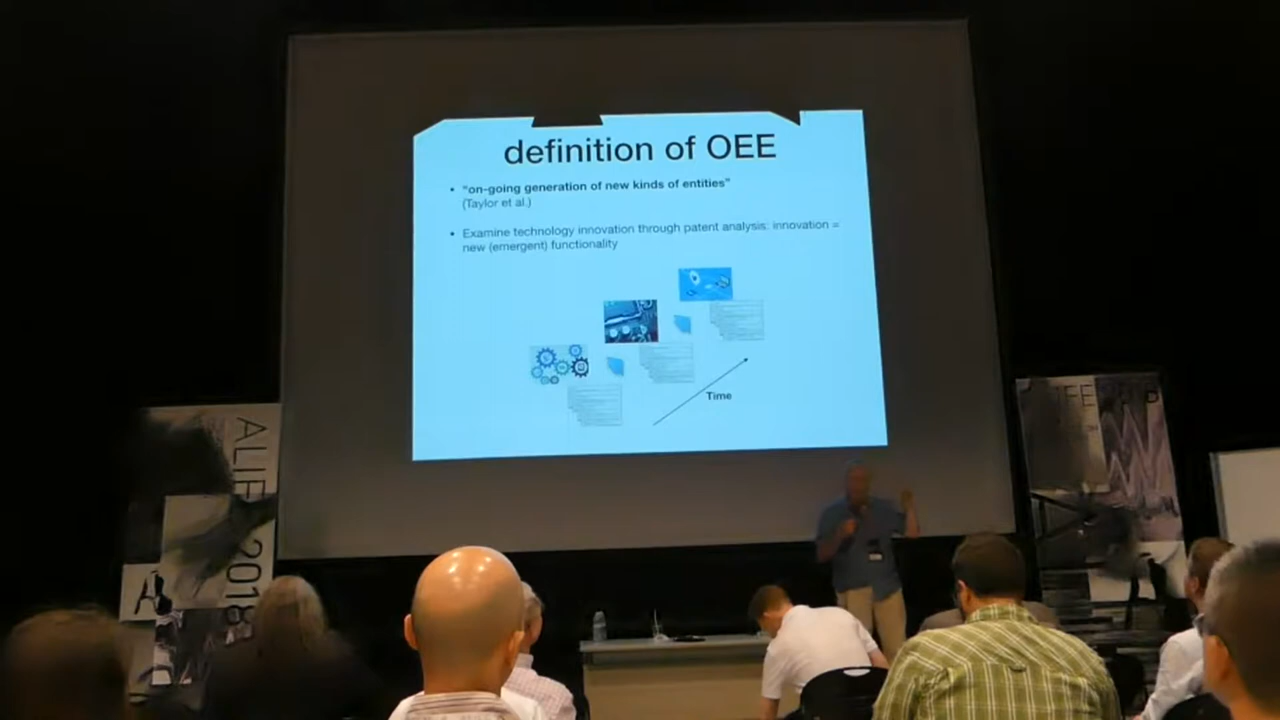 definition of OEE
• “on-going generation of new kinds of entities”
(Taylor et al.)
• Examine technology innovation through patent analysis: innovation =
new (emergent) functionality
Time
ALIFE 2018